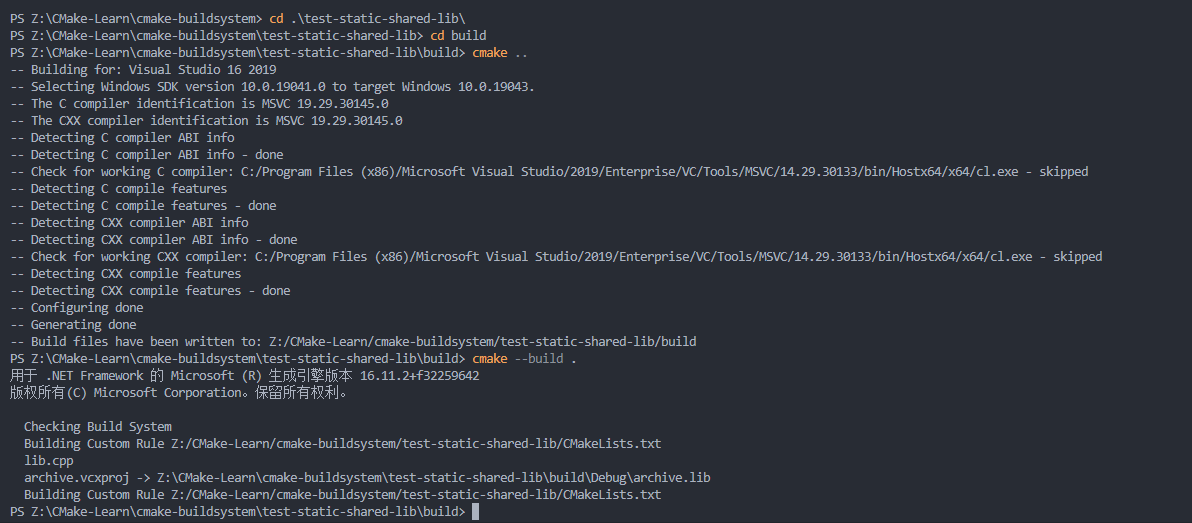 PS Z:\CMake-Learn\cmake-buildsystem> cd .\test-static-shared-lib\
PS Z:\CMake-Learn\cmake-buildsystem\test-static-shared-lib> cd build
PS Z:\CMake-Learn\cmake-buildsystem\test-static-shared-lib\build> cmake ..
-- Building for: Visual Studio 16 2019
-- Selecting Windows SDK version 10.0.19041.0 to target Windows 10.0.19043.
-- The C compiler identification is MSVC 19.29.30145.0
-- The CXX compiler identification is MSVC 19.29.30145.0
-- Detecting C compiler ABI info
-- Detecting C compiler ABI info - done
-- Check for working C compiler: C:/Program Files (x86)/Microsoft Visual Studio/2019/Enterprise/VC/Tools/MSVC/14.29.30133/bin/Hostx64/x64/cl.exe - skipped
-- Detecting C compile features
-- Detecting C compile features - done
-- Detecting CXX compiler ABI info
-- Detecting CXX compiler ABI info - done
-- Check for working CXX compiler: C:/Program Files (x86)/Microsoft Visual Studio/2019/Enterprise/VC/Tools/MSVC/14.29.30133/bin/Hostx64/x64/cl.exe - skipped
-- Detecting CXX compile features
-- Detecting CXX compile features - done
-- Configuring done
-- Generating done
-- Build files have been written to: Z:/CMake-Learn/cmake-buildsystem/test-static-shared-lib/build
PS Z:\CMake-Learn\cmake-buildsystem\test-static-shared-lib\build> cmake --build .
用于 .NET Framework 的 Microsoft (R) 生成引擎版本 16.11.2+f32259642
版权所有(C) Microsoft Corporation。保留所有权利。
Checking Build System
Building Custom Rule Z:/CMake-Learn/cmake-buildsystem/test-static-shared-lib/CMakeLists.txt
lib.cpp
archive.vcxproj -> Z:\CMake-Learn\cmake-buildsystem\test-static-shared-lib\build\Debug\archive.lib
Building Custom Rule Z:/CMake-Learn/cmake-buildsystem/test-static-shared-lib/CMakeLists.txt
PS Z:\CMake-Learn\cmake-buildsystem\test-static-shared-lib\build>